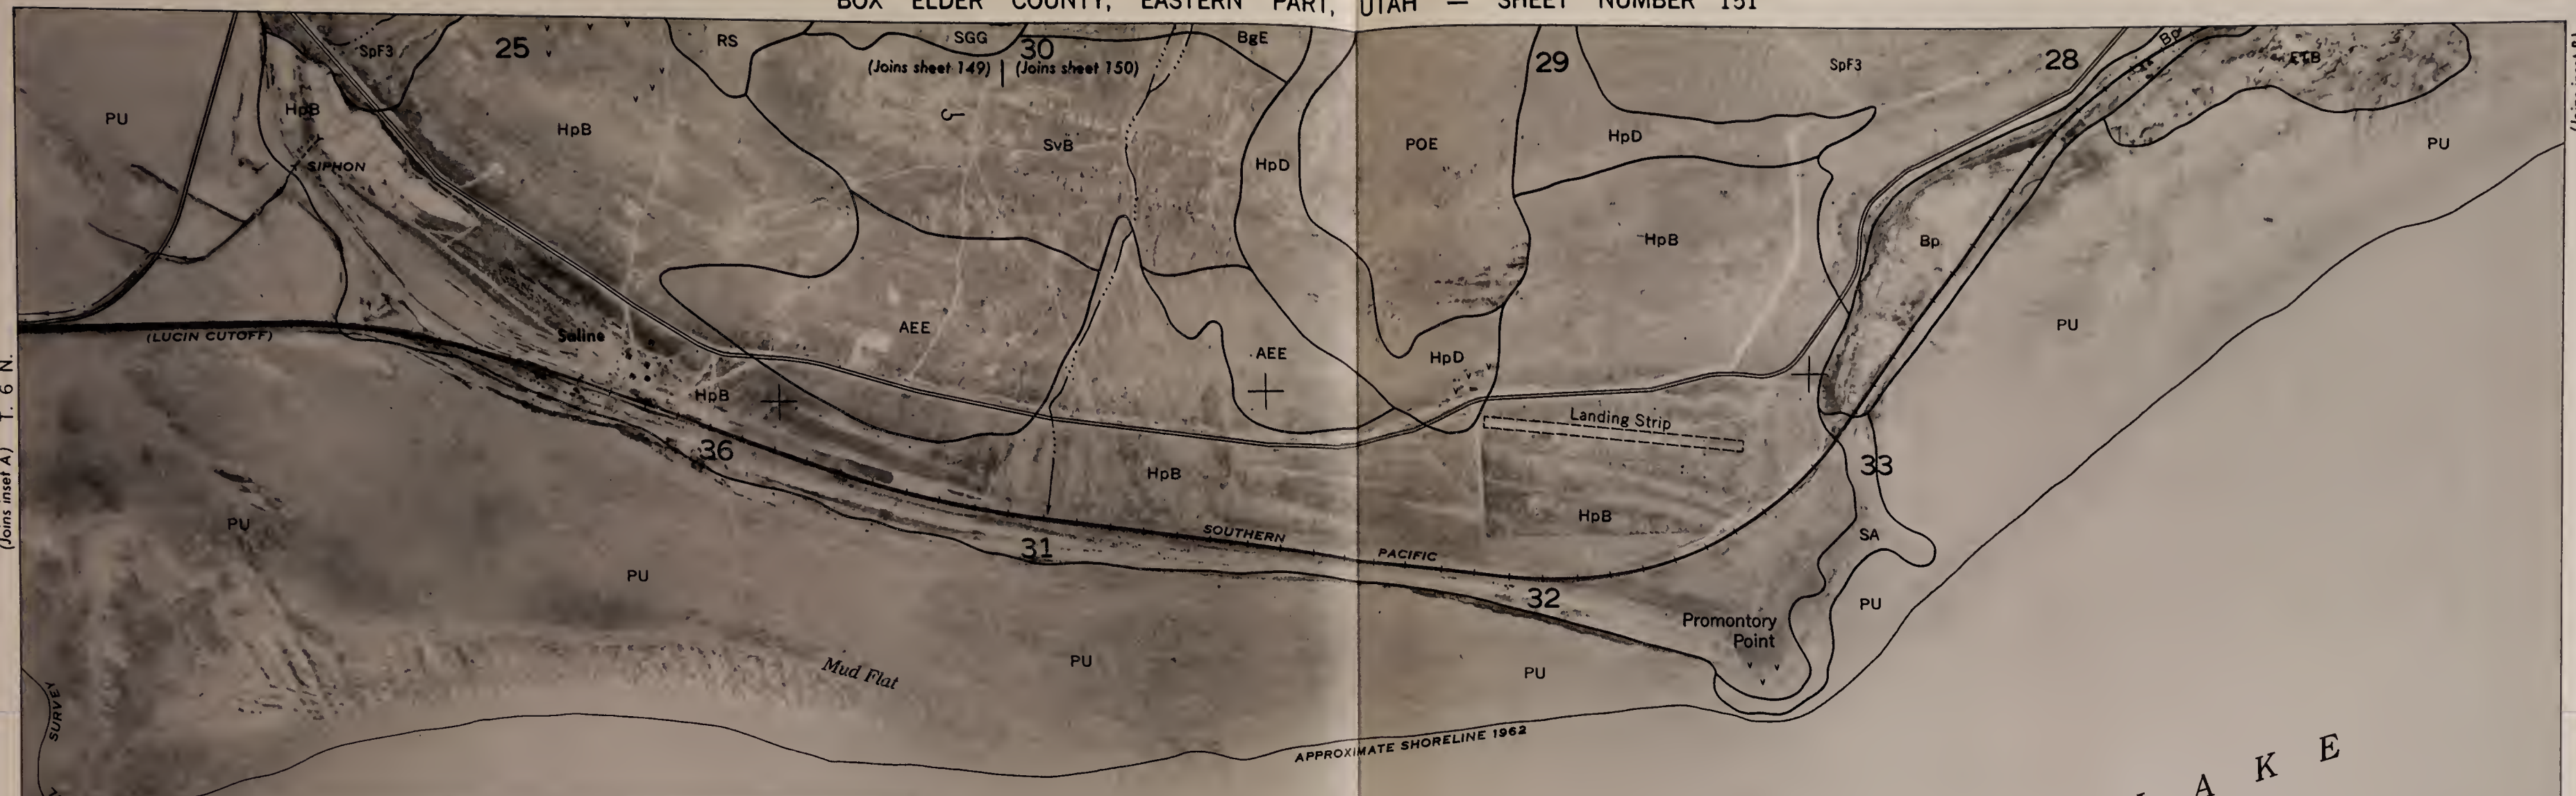 BOX ELDER COUNTY, EASTERN PART, UTAH — SHEET NUMBER 151
SpF3
25
RS
SGG
30
BgE
(Joins sheet 149) | (Joins sheet 150)
29
SpF3
28
Bp
ETB
PU
HpB
HpB
SvB
HpD
POE
HpD
PU
SIPHON
HpB
Bp
(LUCIN CUTOFF)
Saline
AEE
AEE
HpD
PU
HpB
Landing Strip
36
HpB
33
PU
HpB
SOUTHERN PACIFIC
SA
31
PU
32
PU
Promontory
Point
PU
Mud Flat
PU
SURVEY
APPROXIMATE SHORELINE 1962
A K E
(Joins inset A) T. 6 N.